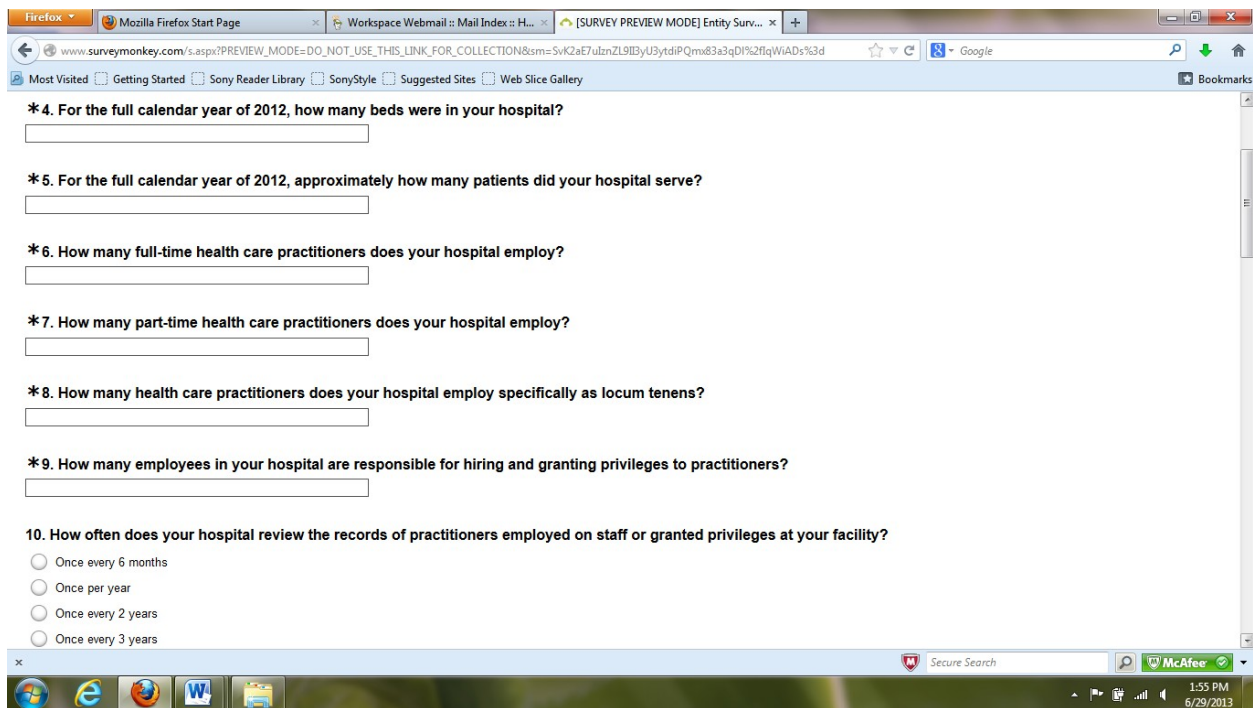 Firefox
Mozilla Firefox Start Page
Workspace Webmail :: Mail Index :: H...
[SURVEY PREVIEW MODE] Entity Surv...
www.surveymonkey.com/s.aspx?PREVIEW_MODE=DO_NOT_USE_THIS_LINK_FOR_COLLECTION&sm=SvK2aE7uIznZL9II3yU3ytdiPQmx83a3qDI%2fIqWiADs%3d
Google
Most Visited Getting Started Sony Reader Library SonyStyle Suggested Sites Web Slice Gallery Bookmarks
*4. For the full calendar year of 2012, how many beds were in your hospital?
*5. For the full calendar year of 2012, approximately how many patients did your hospital serve?
*6. How many full-time health care practitioners does your hospital employ?
*7. How many part-time health care practitioners does your hospital employ?
*8. How many health care practitioners does your hospital employ specifically as locum tenens?
*9. How many employees in your hospital are responsible for hiring and granting privileges to practitioners?
10. How often does your hospital review the records of practitioners employed on staff or granted privileges at your facility?
Once every 6 months
Once per year
Once every 2 years
Once every 3 years
Secure Search
McAfee
1:55 PM
6/29/2013